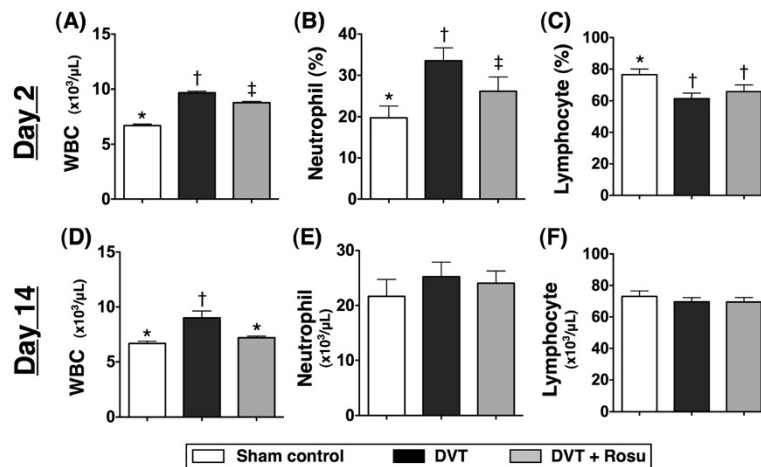 (A)
(B)
(C)
Day 2
WBC (x10³/μL)
15
10
5
0
*
†
‡
Neutrophil (%)
40
30
20
10
0
*
†
‡
Lymphocyte (%)
100
80
60
40
20
0
*
†
†
(D)
(E)
(F)
Day 14
WBC (x10³/μL)
15
10
5
0
*
†
*
Neutrophil
(x10³/μL)
30
20
10
0
Lymphocyte
(x10³/μL)
100
80
60
40
20
0
Sham control
DVT
DVT + Rosu